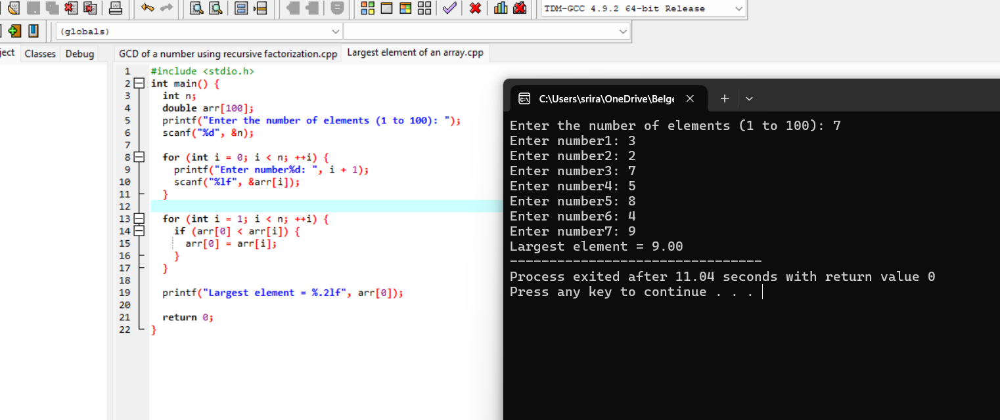 TDM-GCC 4.9.2 64-bit Release
(globals)
ject Classes Debug
GCD of a number using recursive factorization.cpp Largest element of an array.cpp
1 #include <stdio.h>
2 int main() {
3 int n;
4 double arr[100];
5 printf("Enter the number of elements (1 to 100): ");
6 scanf("%d", &n);
7
8 for (int i = 0; i < n; ++i) {
9 printf("Enter number%d: ", i + 1);
10 scanf("%lf", &arr[i]);
11 }
12
13 for (int i = 1; i < n; ++i) {
14 if (arr[0] < arr[i]) {
15 arr[0] = arr[i];
16 }
17 }
18
19 printf("Largest element = %.2lf", arr[0]);
20
21 return 0;
22 }
C:\Users\srira\OneDrive\Belge
Enter the number of elements (1 to 100): 7
Enter number1: 3
Enter number2: 2
Enter number3: 7
Enter number4: 5
Enter number5: 8
Enter number6: 4
Enter number7: 9
Largest element = 9.00
--------------------------------
Process exited after 11.04 seconds with return value 0
Press any key to continue . . .